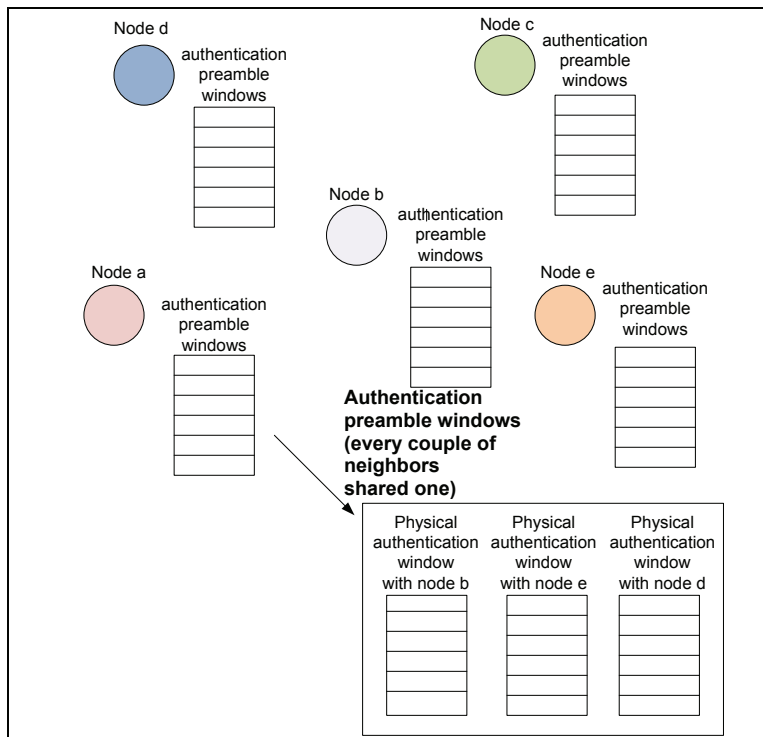 Node d
authentication
preamble
windows
Node c
authentication
preamble
windows
Node b
authentication
preamble
windows
Node a
authentication
preamble
windows
Node e
authentication
preamble
windows
Authentication
preamble windows
(every couple of
neighbors
shared one)
Physical
authentication
window
with node b
Physical
authentication
window
with node e
Physical
authentication
window
with node d